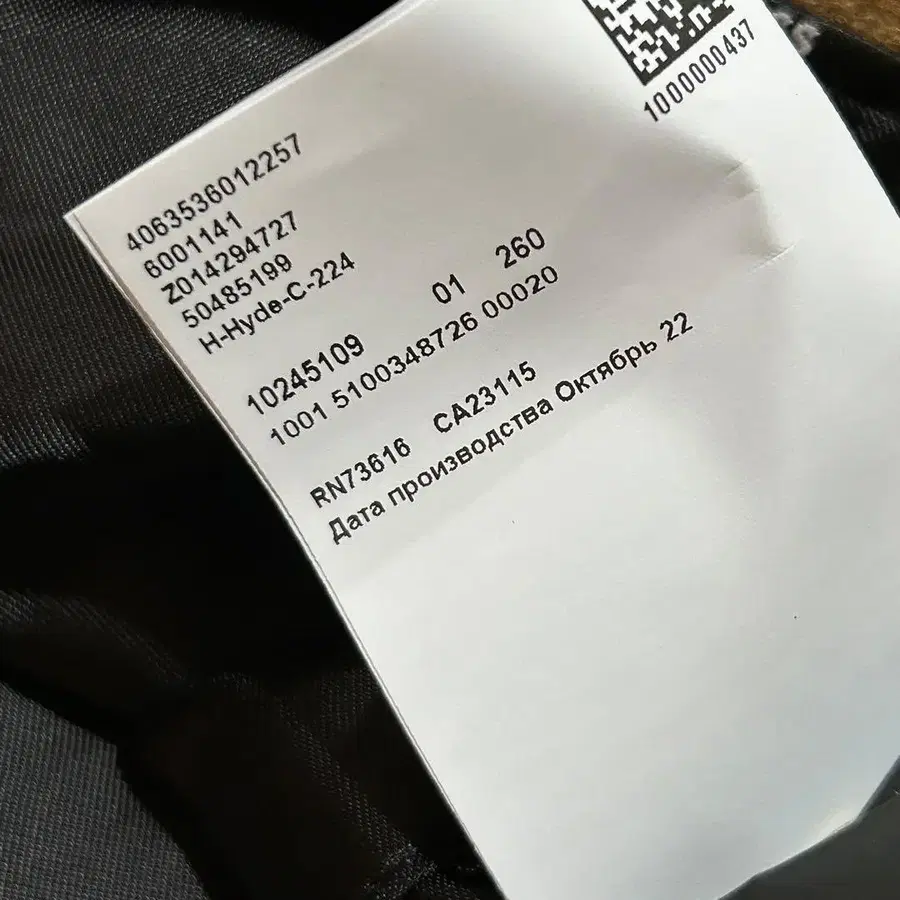 1000000437
4063536012257
6001141
Z014294727
50485199
H-Hyde-C-224
10245109 01 260
1001 5100348726 00020
RN73616 CA23115
Дата производства Октябрь 22